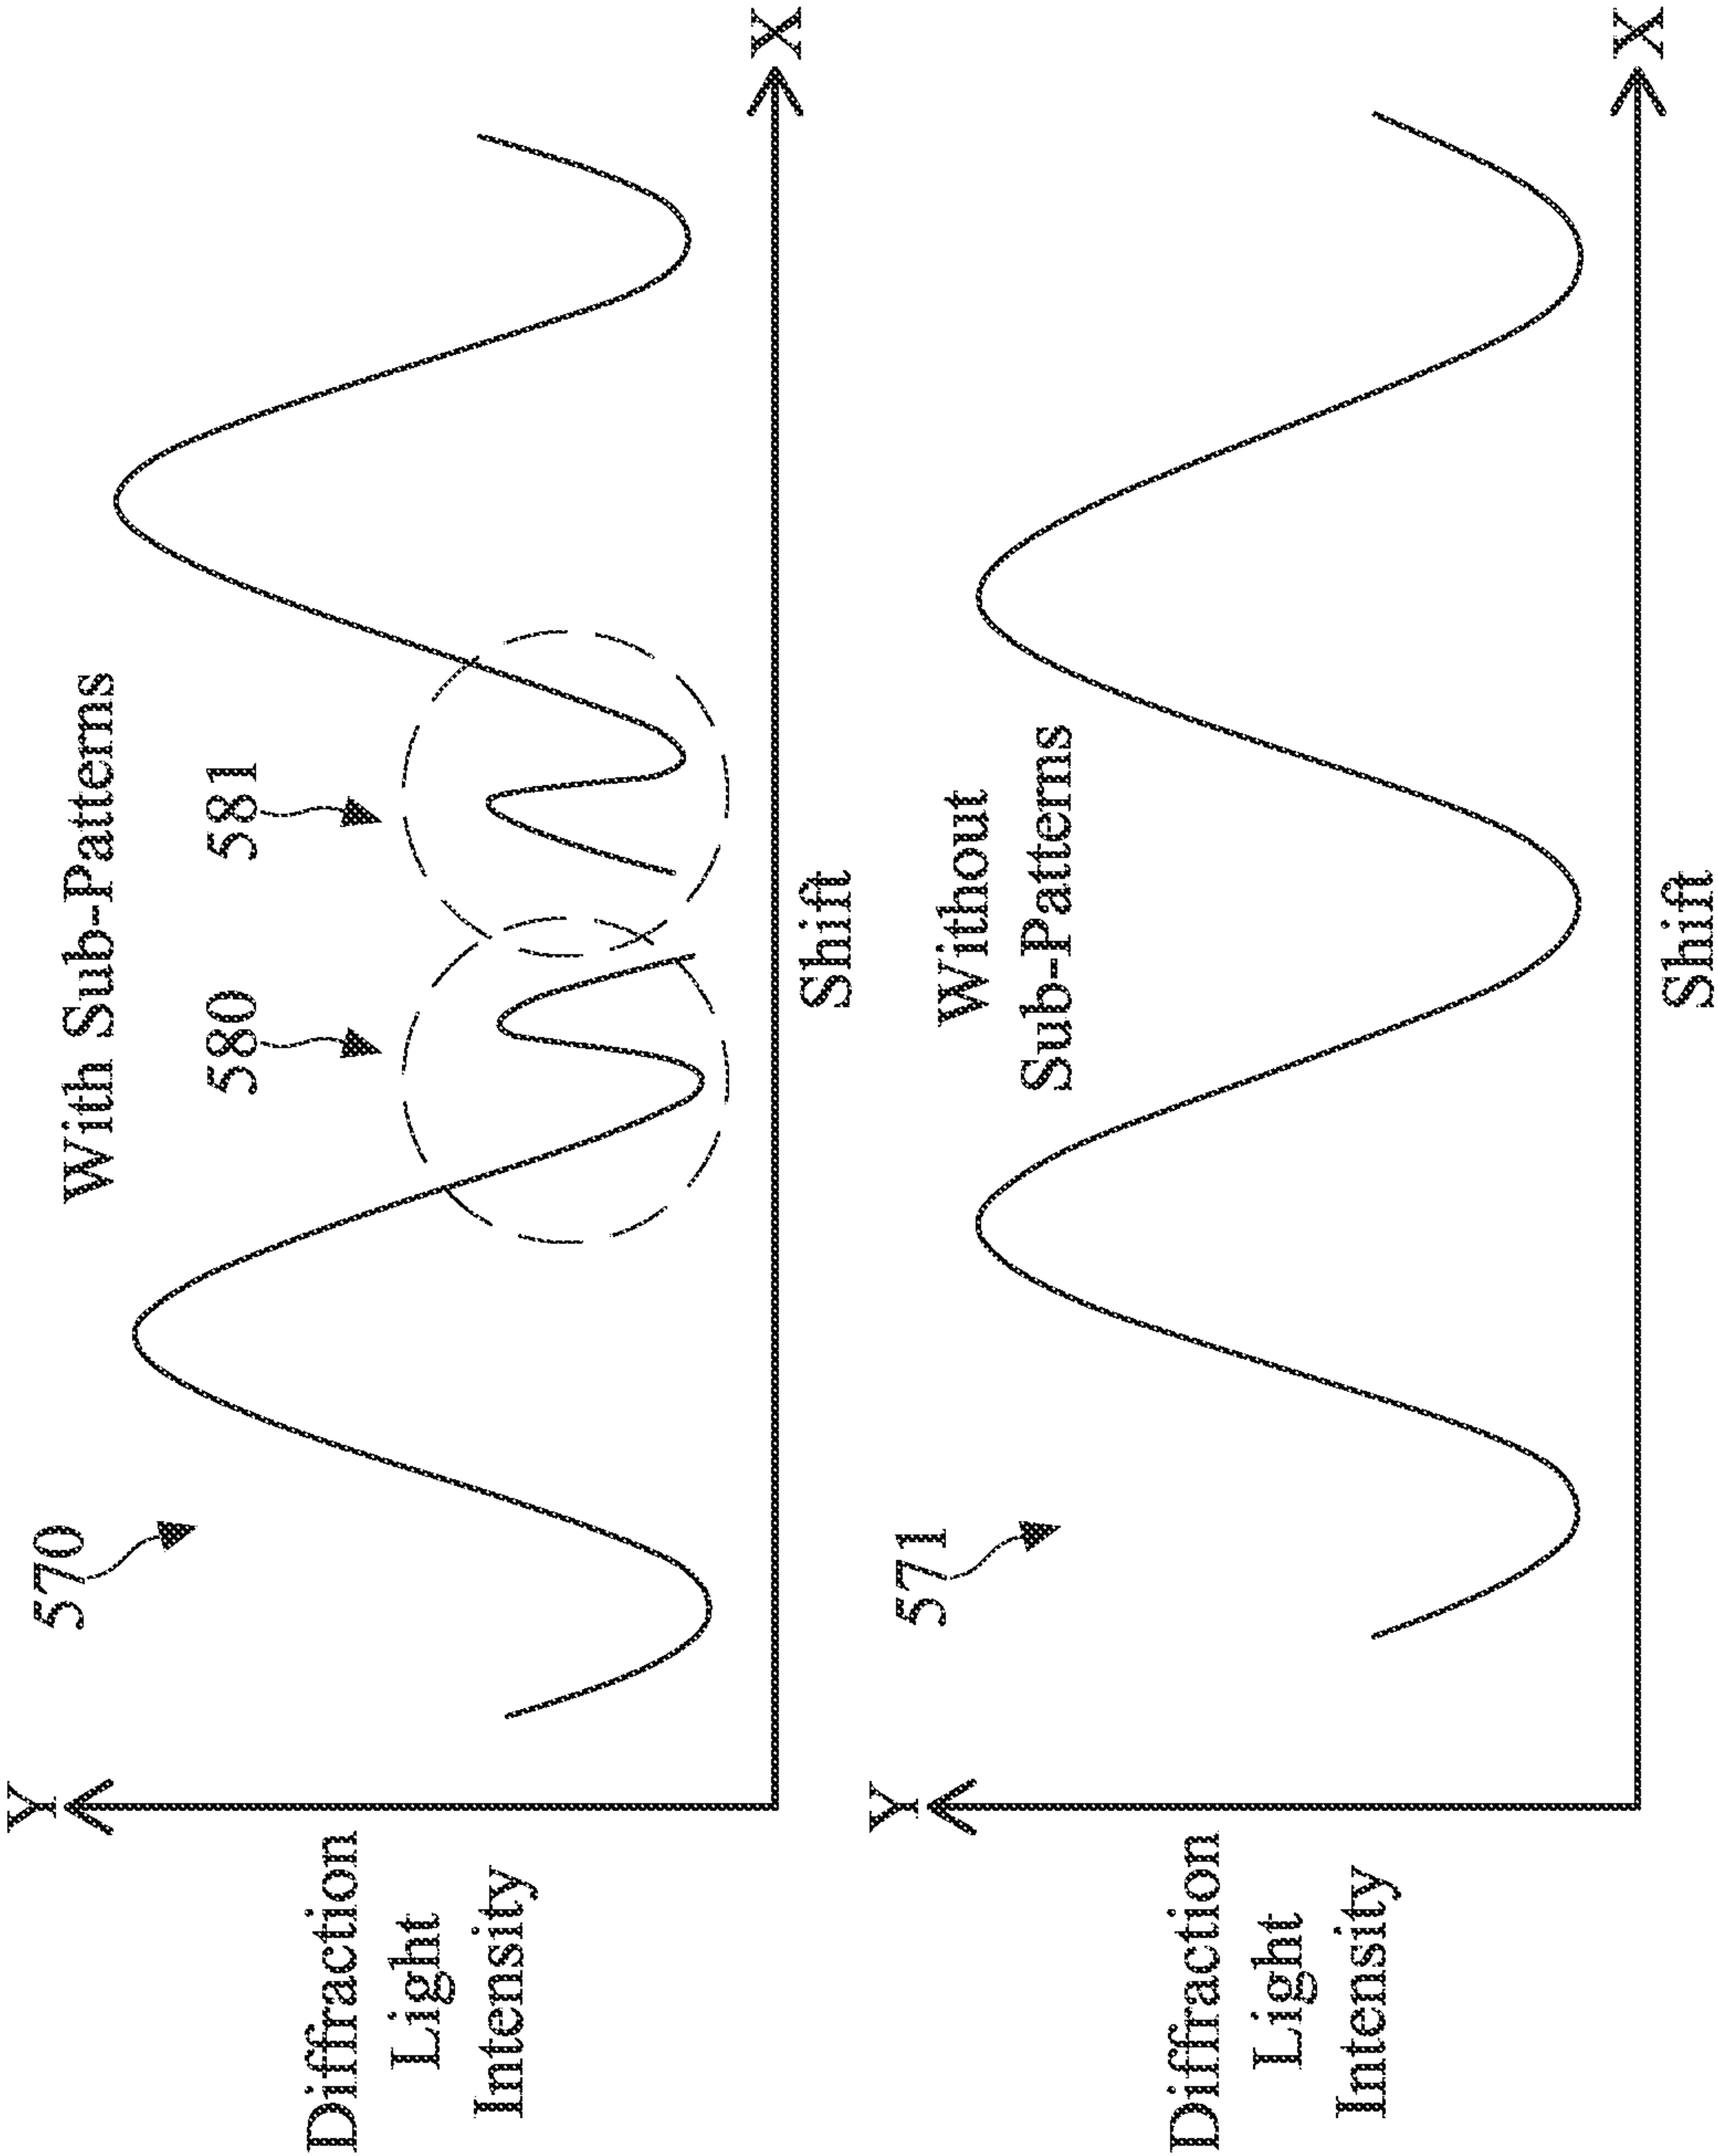 Y
570
With Sub-Patterns
580
581
Diffraction
Light
Intensity
Shift
X
Y
571
Without
Sub-Patterns
Diffraction
Light
Intensity
Shift
X